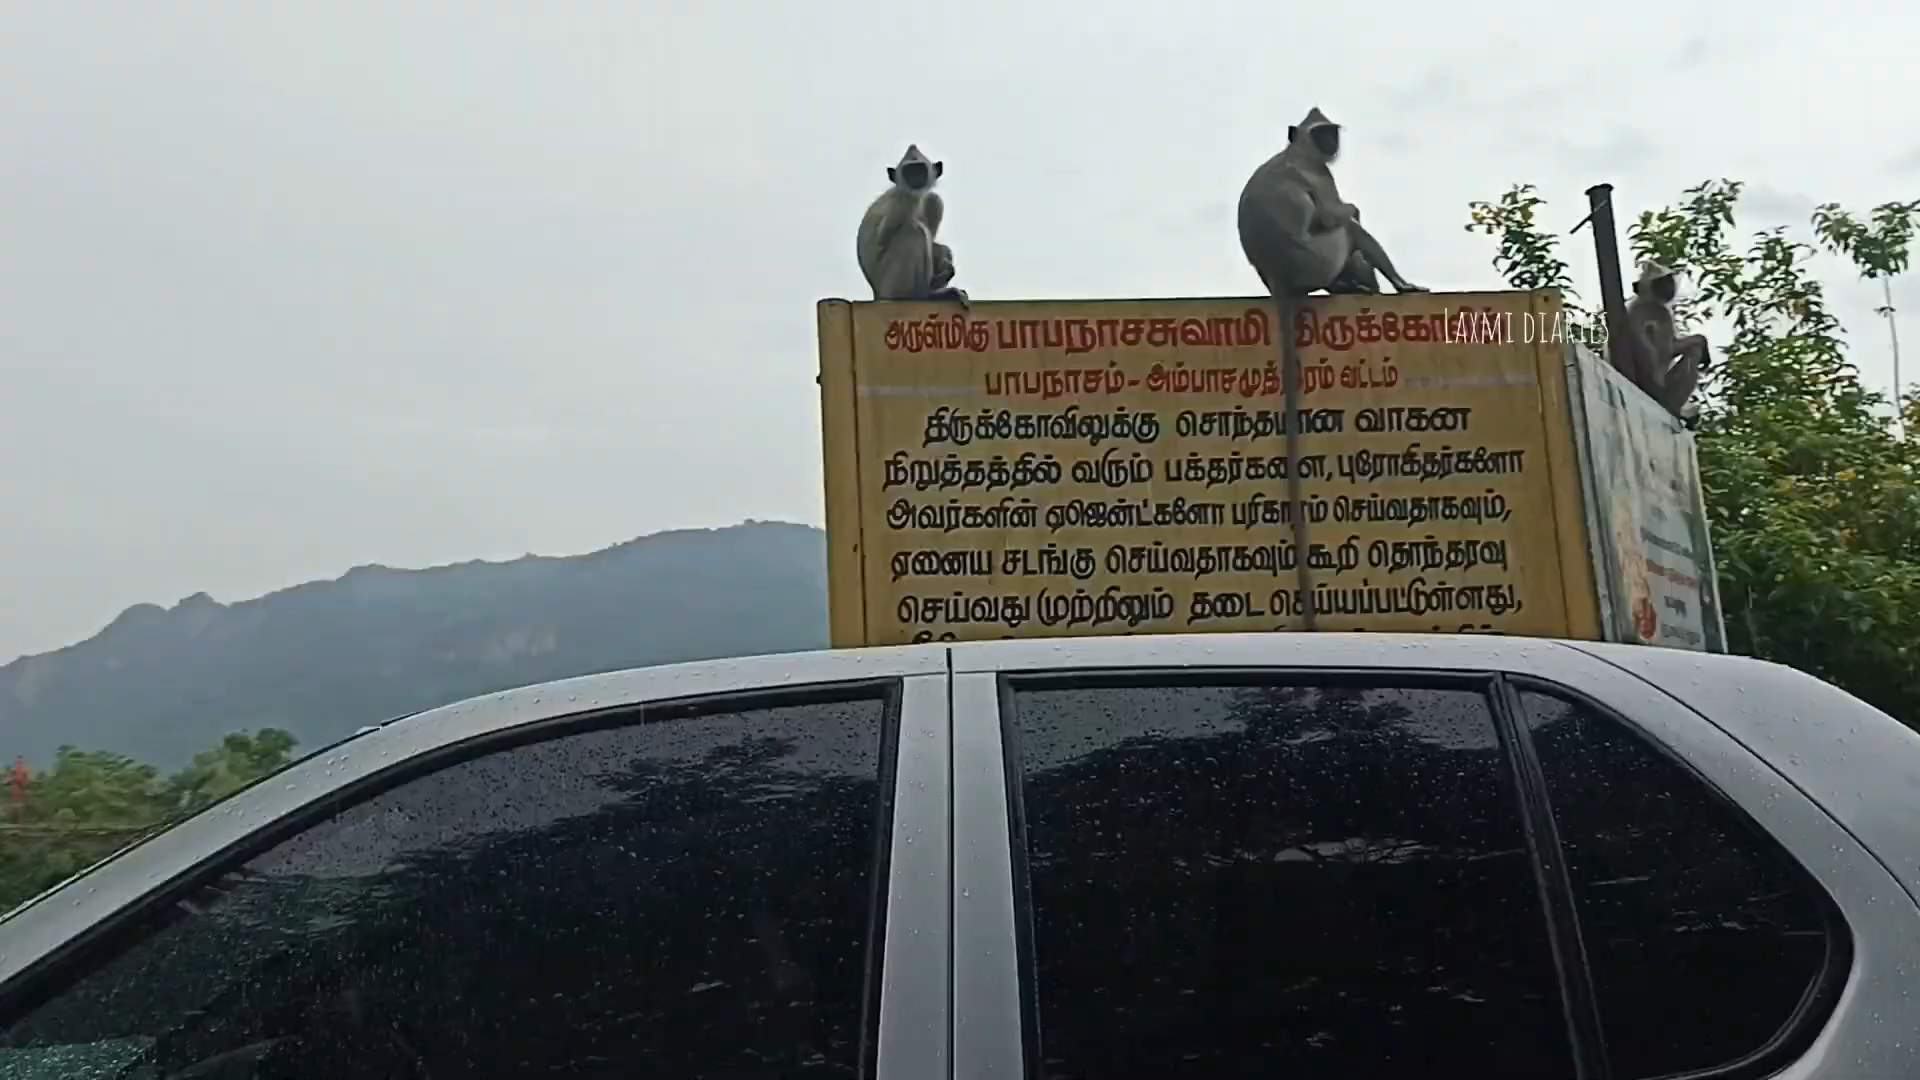 அருள்மிகு பாபநாசசுவாமி திருக்கோவில்
பாபநாசம் - அம்பாசமுத்திரம் வட்டம்
திருக்கோவிலுக்கு சொந்தமான வாகன
நிறுத்தத்தில் வரும் பக்தர்களை, புரோகிதர்களோ
அவர்களின் ஏஜென்ட்களோ பரிகாரம் செய்வதாகவும்,
ஏனைய சடங்கு செய்வதாகவும் கூறி தொந்தரவு
செய்வது முற்றிலும் தடை செய்யப்பட்டுள்ளது,
LAXMI DIARIES